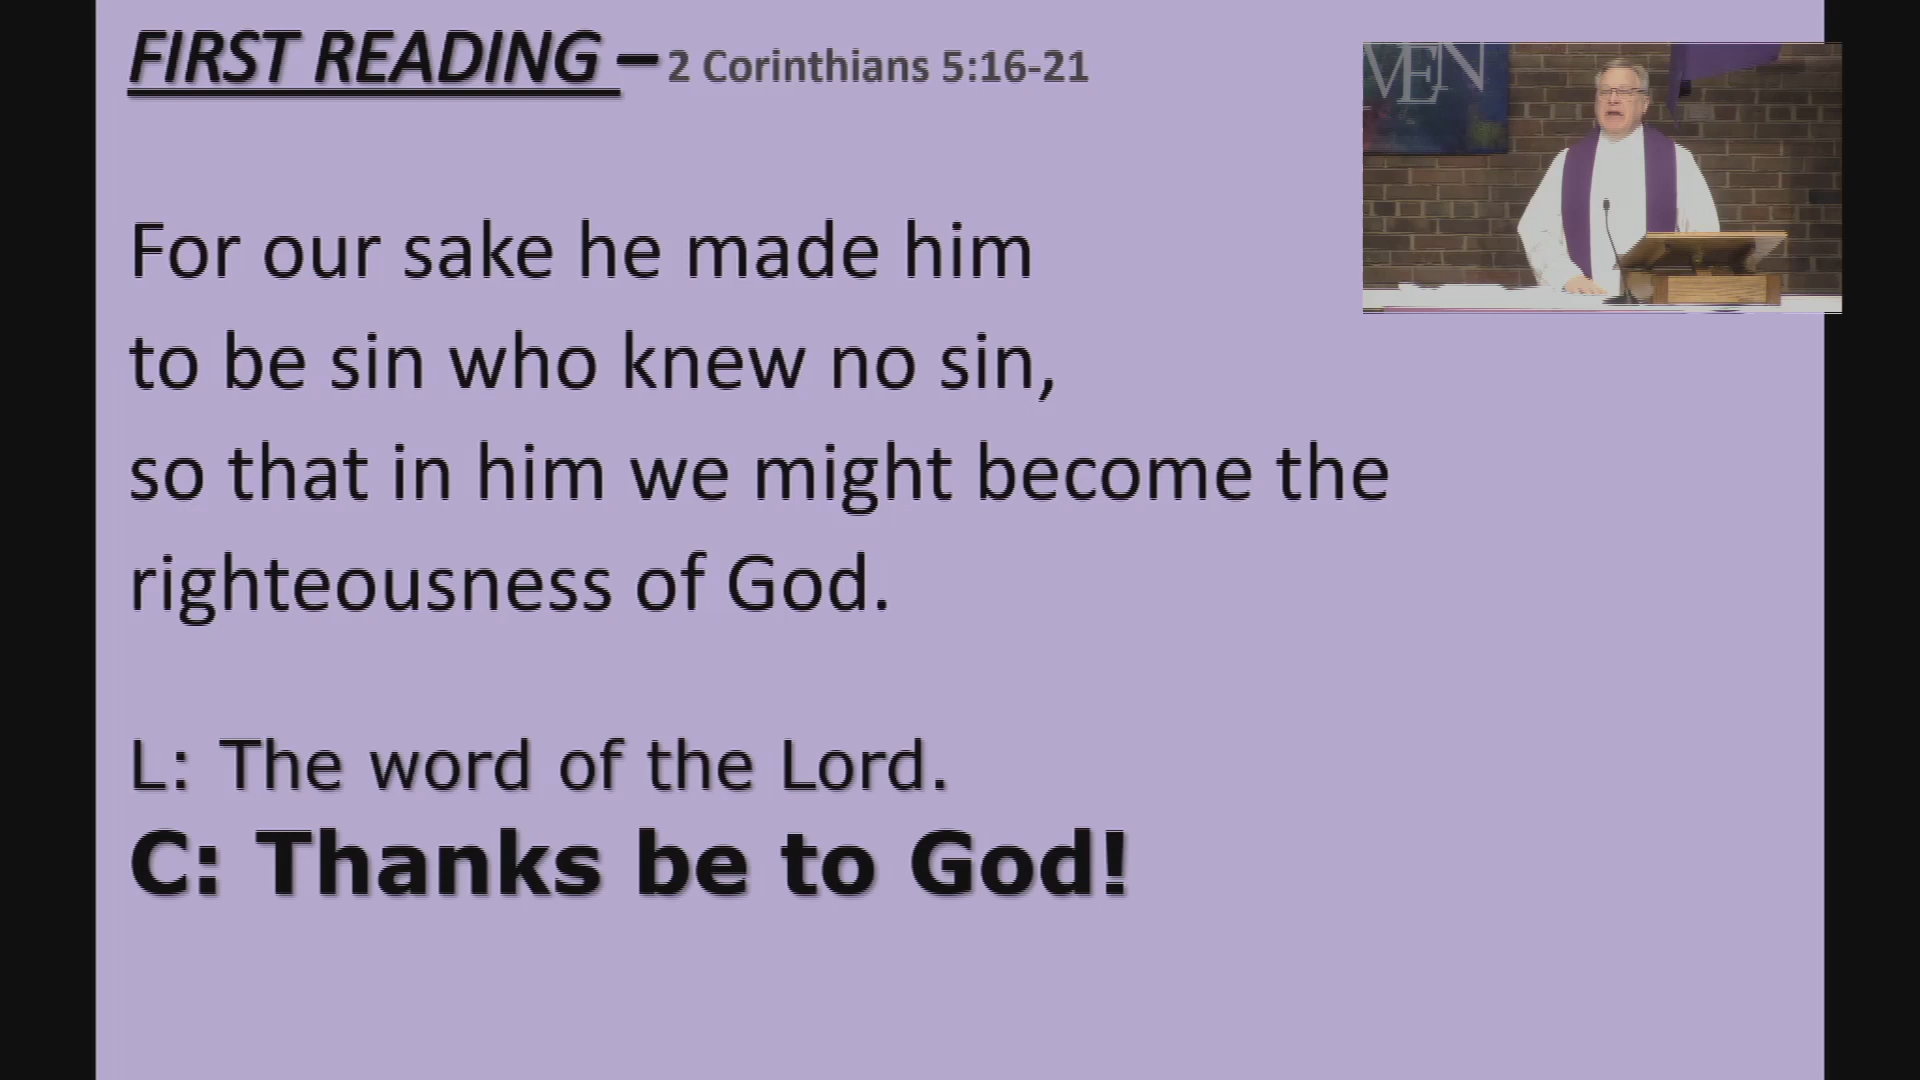 FIRST READING – 2 Corinthians 5:16-21
VEN
For our sake he made him
to be sin who knew no sin,
so that in him we might become the
righteousness of God.
L: The word of the Lord.
C: Thanks be to God!